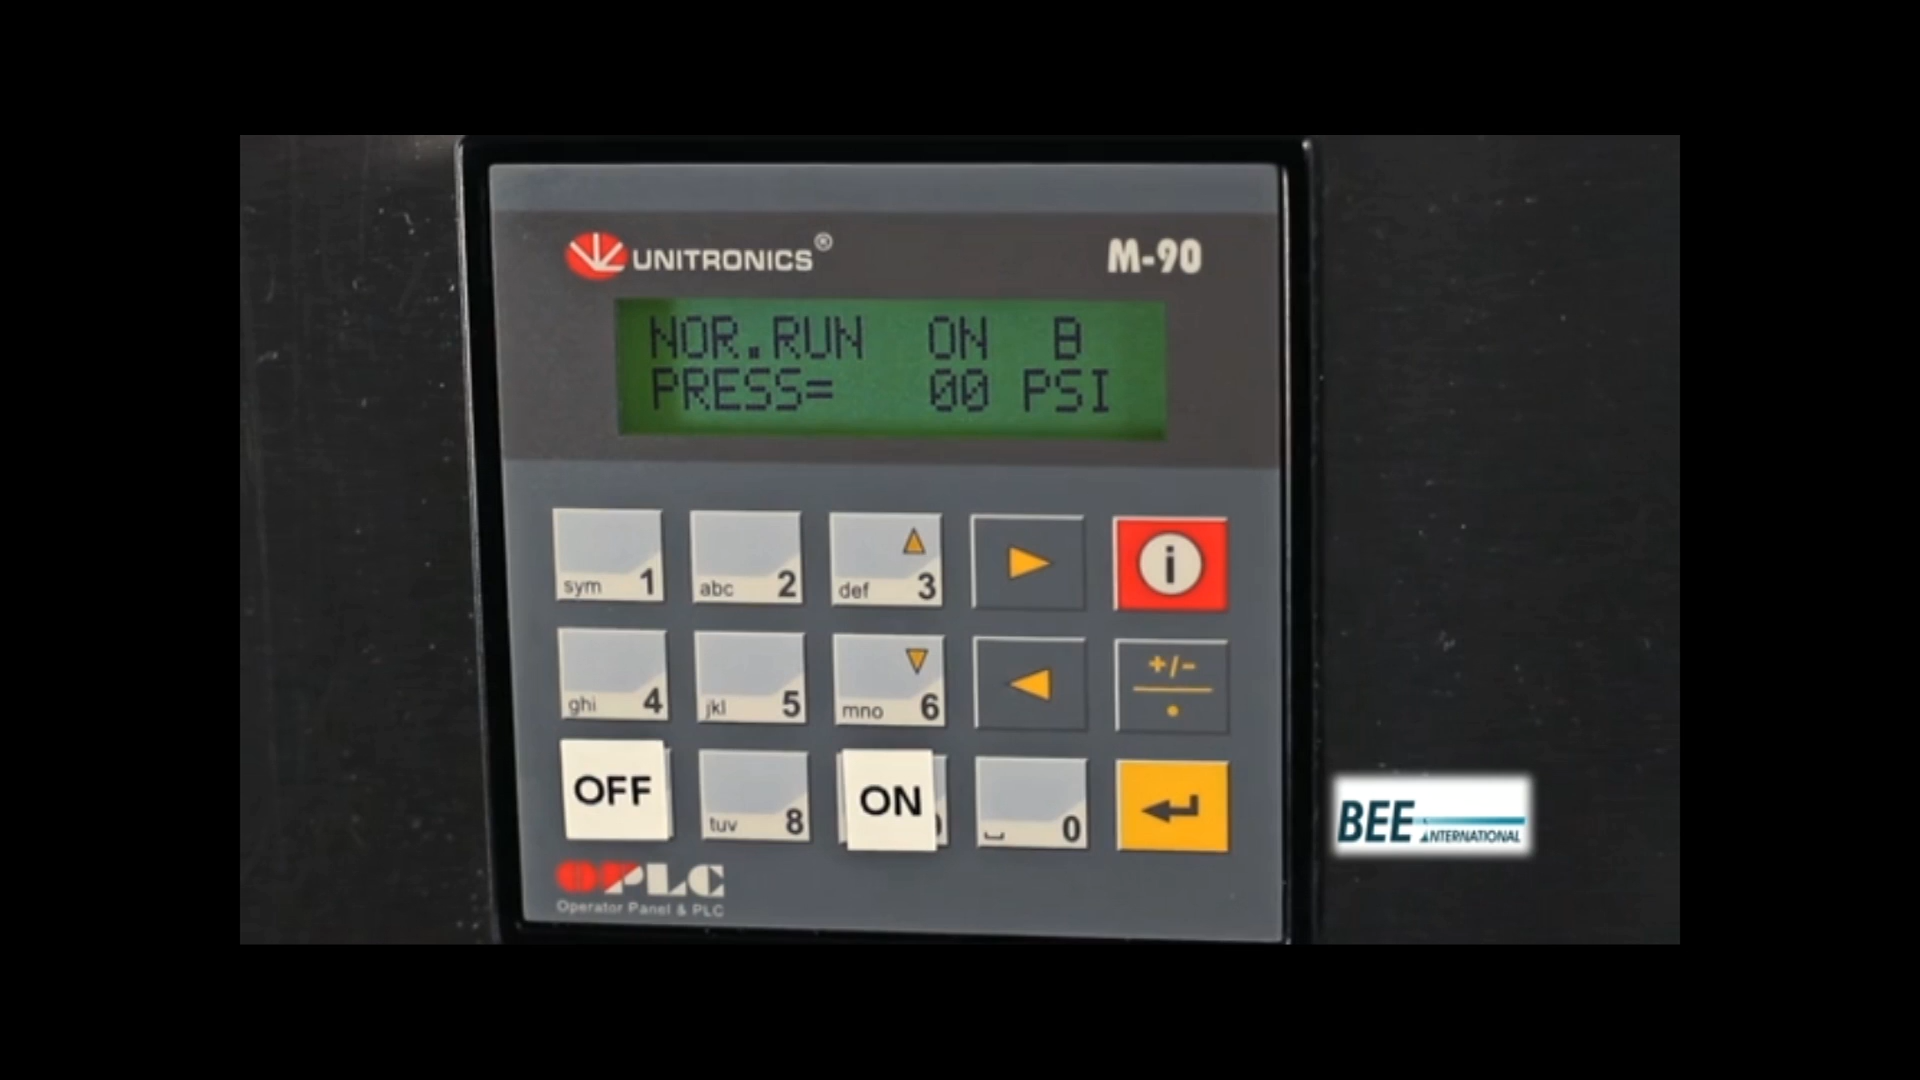 UNITRONICS®
M-90
NOR.RUN ON B
PRESS= 00 PSI
sym 1
abc 2
def 3
i
ghi 4
jkl 5
mno 6
+/-
.
OFF
tuv 8
ON
0
OPLC
Operator Panel & PLC
BEE INTERNATIONAL